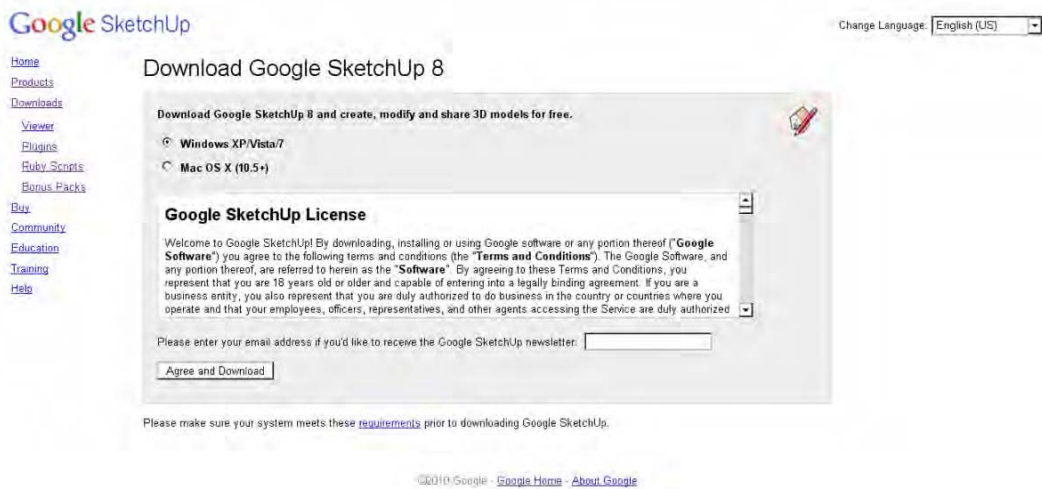 Google SketchUp
Change Language: English (US)
Home
Products
Downloads
Viewer
Plugins
Ruby Scripts
Bonus Packs
Buy
Community
Education
Training
Help
Download Google SketchUp 8
Download Google SketchUp 8 and create, modify and share 3D models for free.
Windows XP/Vista/7
Mac OS X (10.5+)
Google SketchUp License
Welcome to Google SketchUp! By downloading, installing or using Google software or any portion thereof ("Google
Software") you agree to the following terms and conditions (the "Terms and Conditions"). The Google Software, and
any portion thereof, are referred to herein as the "Software". By agreeing to these Terms and Conditions, you
represent that you are 18 years old or older and capable of entering into a legally binding agreement. If you are a
business entity, you also represent that you are duly authorized to do business in the country or countries where you
operate and that your employees, officers, representatives, and other agents accessing the Service are duly authorized
Please enter your email address if you'd like to receive the Google SketchUp newsletter:
Agree and Download
Please make sure your system meets these requirements prior to downloading Google SketchUp.
©2010 Google - Google Home - About Google